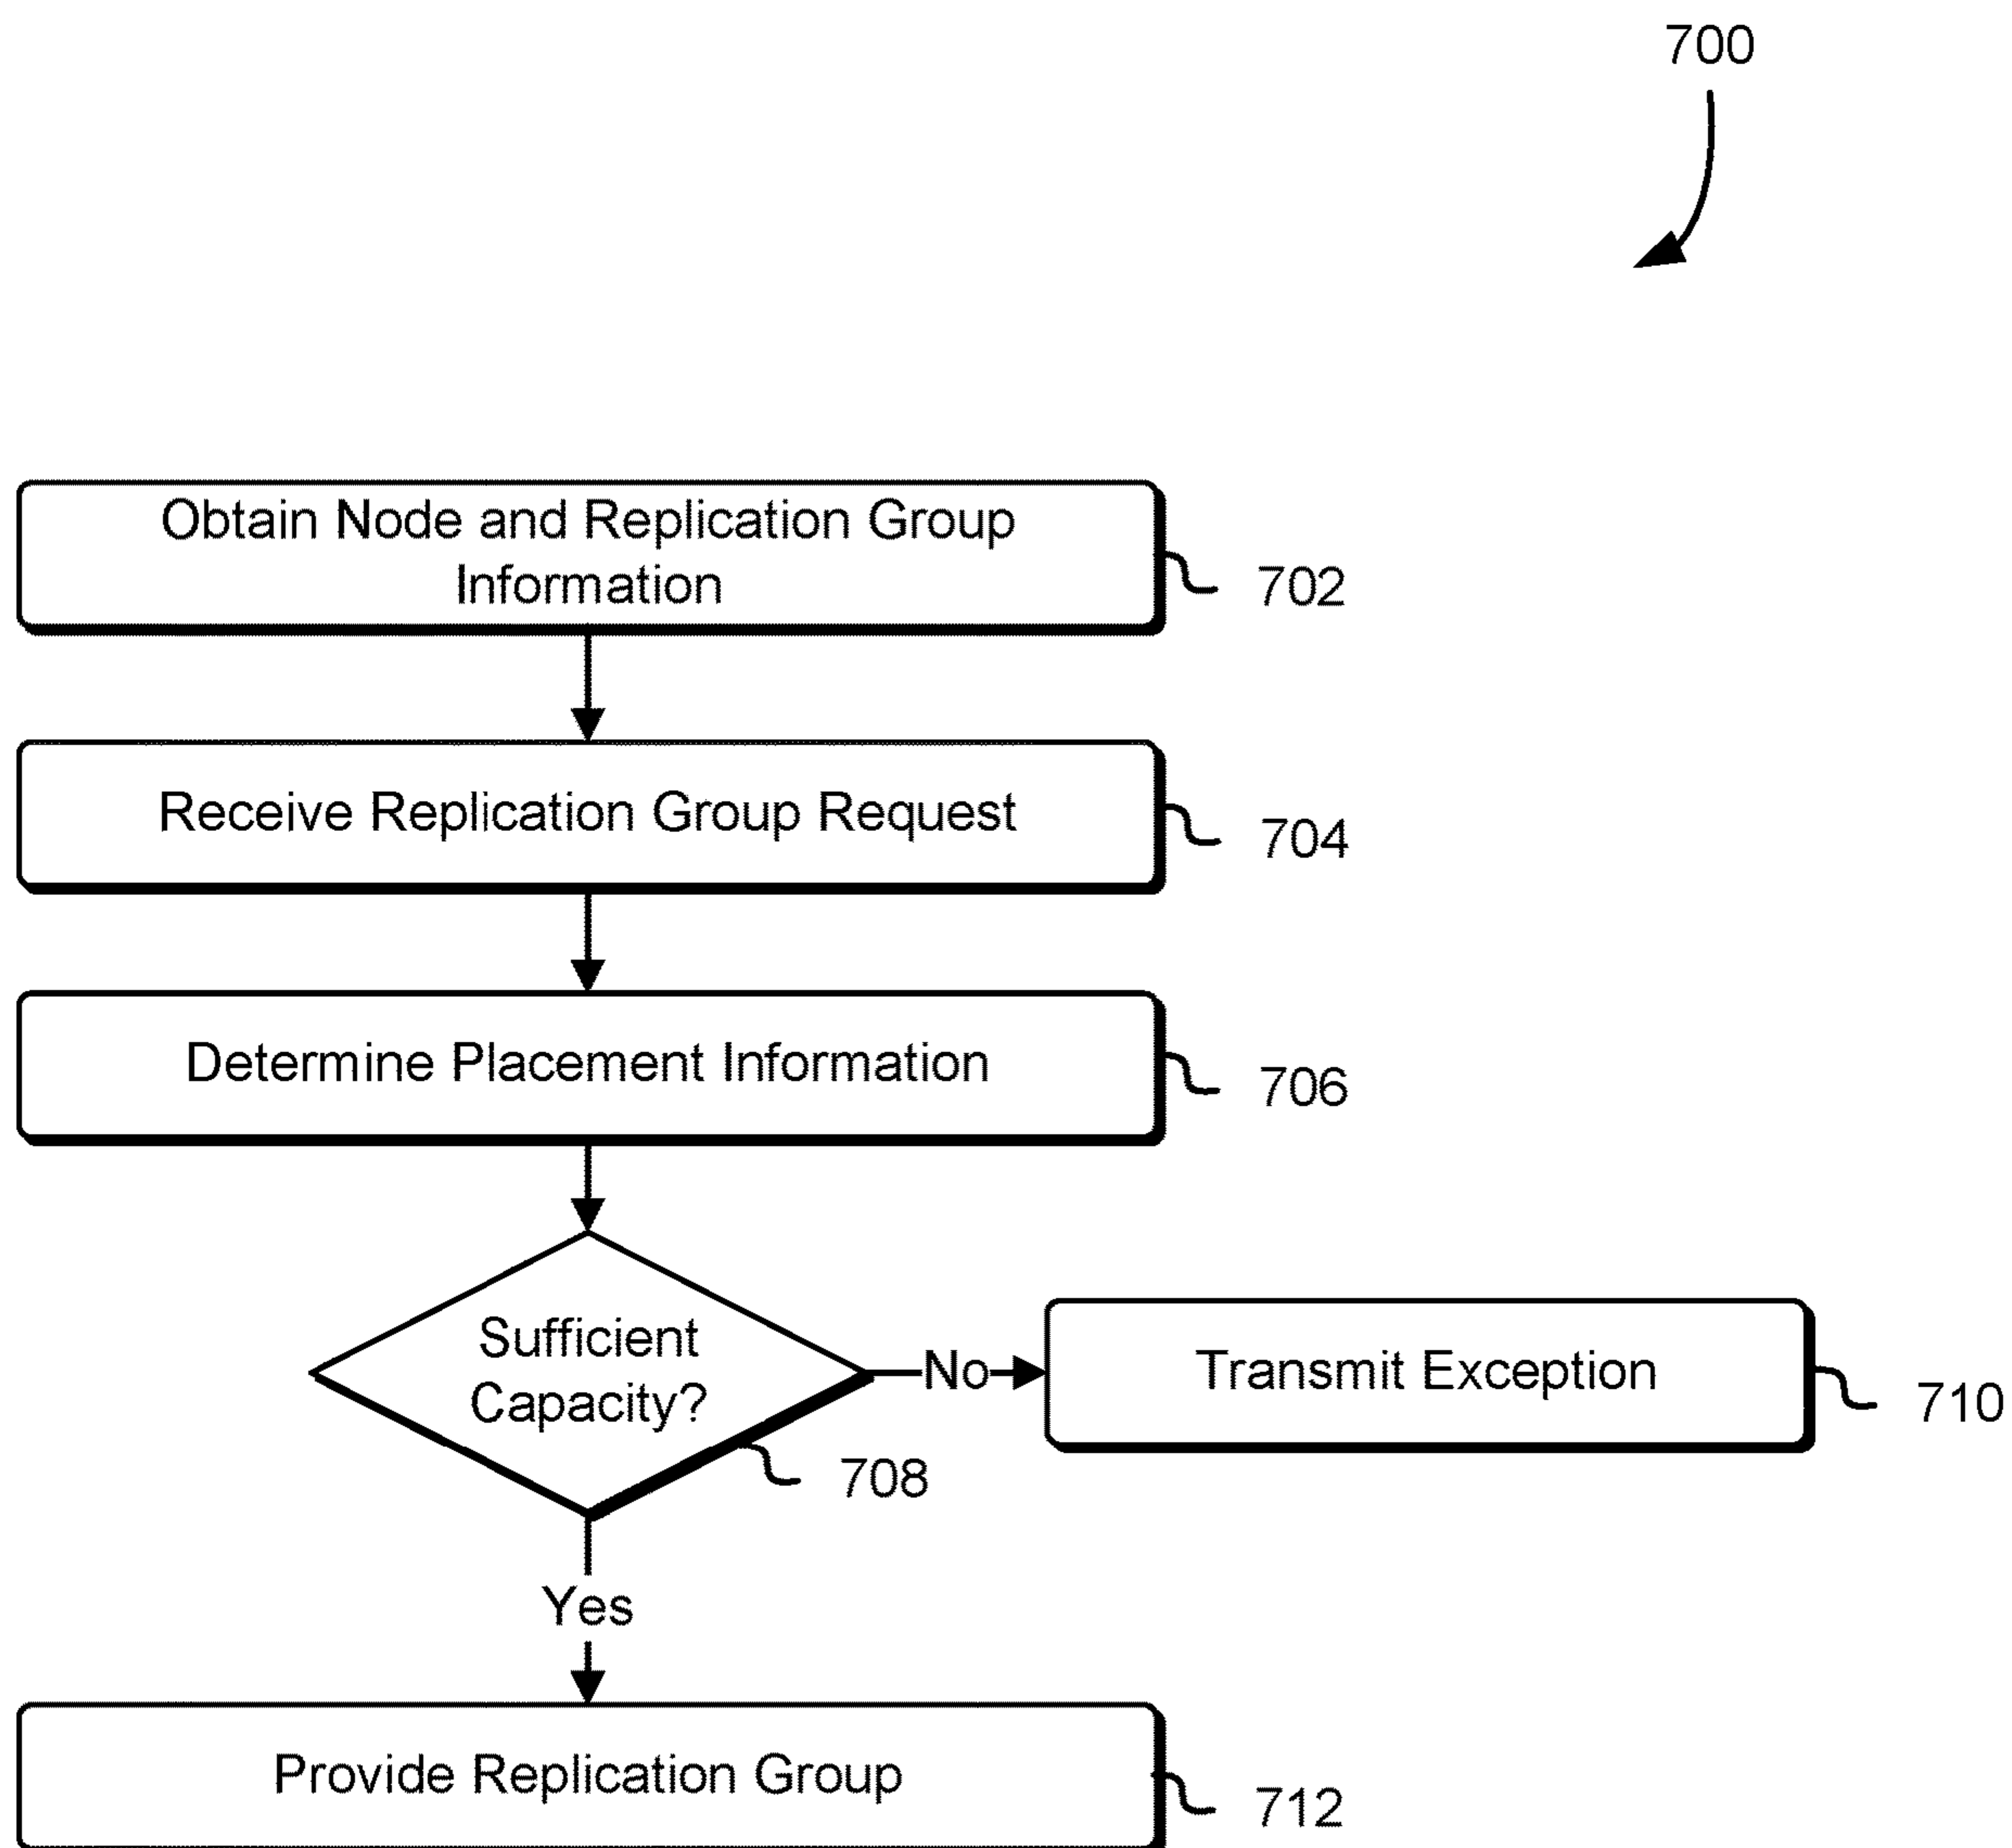 700
Obtain Node and Replication Group
Information
702
Receive Replication Group Request
704
Determine Placement Information
706
Sufficient
Capacity?
708
No
Transmit Exception
710
Yes
Provide Replication Group
712